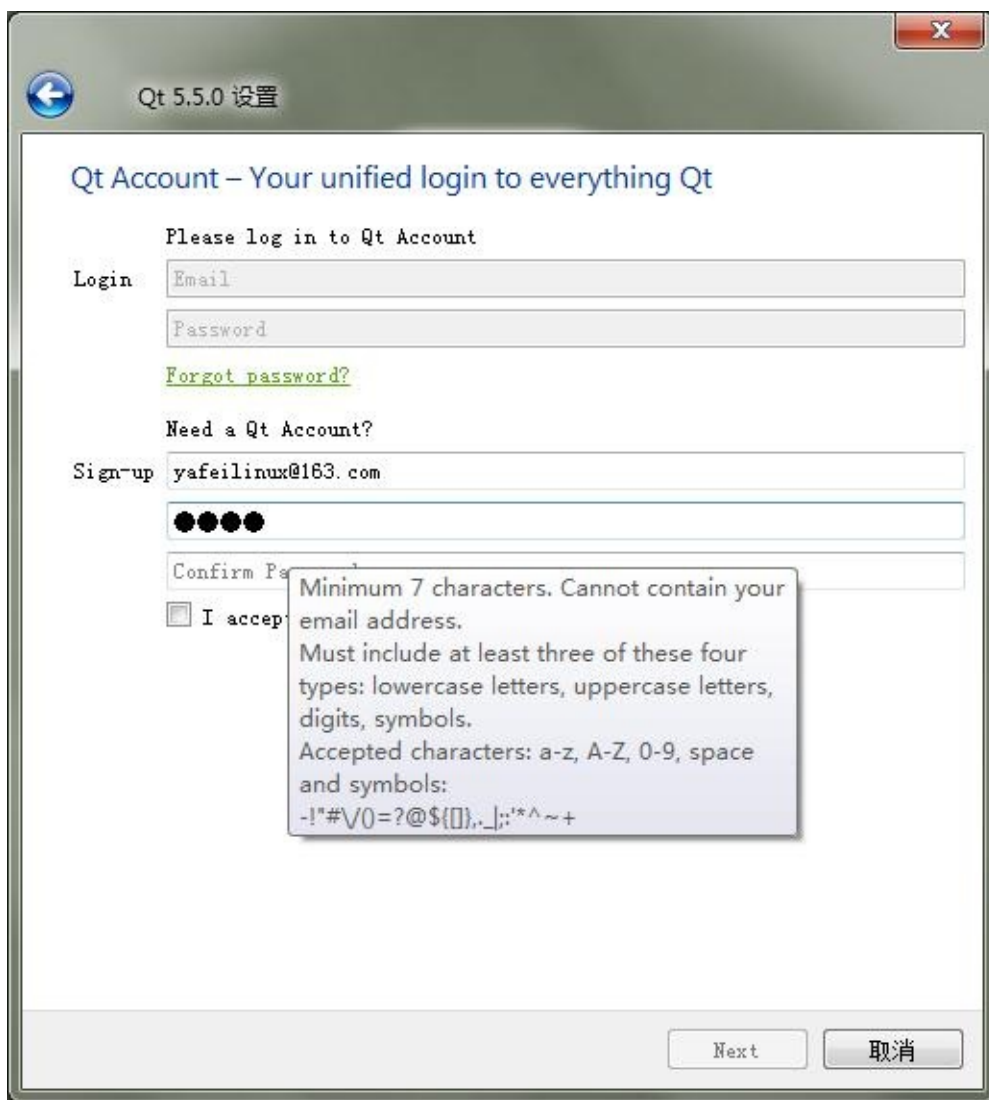 Qt 5.5.0 设置
Qt Account – Your unified login to everything Qt
Please log in to Qt Account
Login Email
Password
Forgot password?
Need a Qt Account?
Sign-up yafeilinux@163.com
●●●●
Confirm
I accep
Minimum 7 characters. Cannot contain your
email address.
Must include at least three of these four
types: lowercase letters, uppercase letters,
digits, symbols.
Accepted characters: a-z, A-Z, 0-9, space
and symbols:
-!"#\/()=?@${[]},._|;:'*^~+
Next 取消